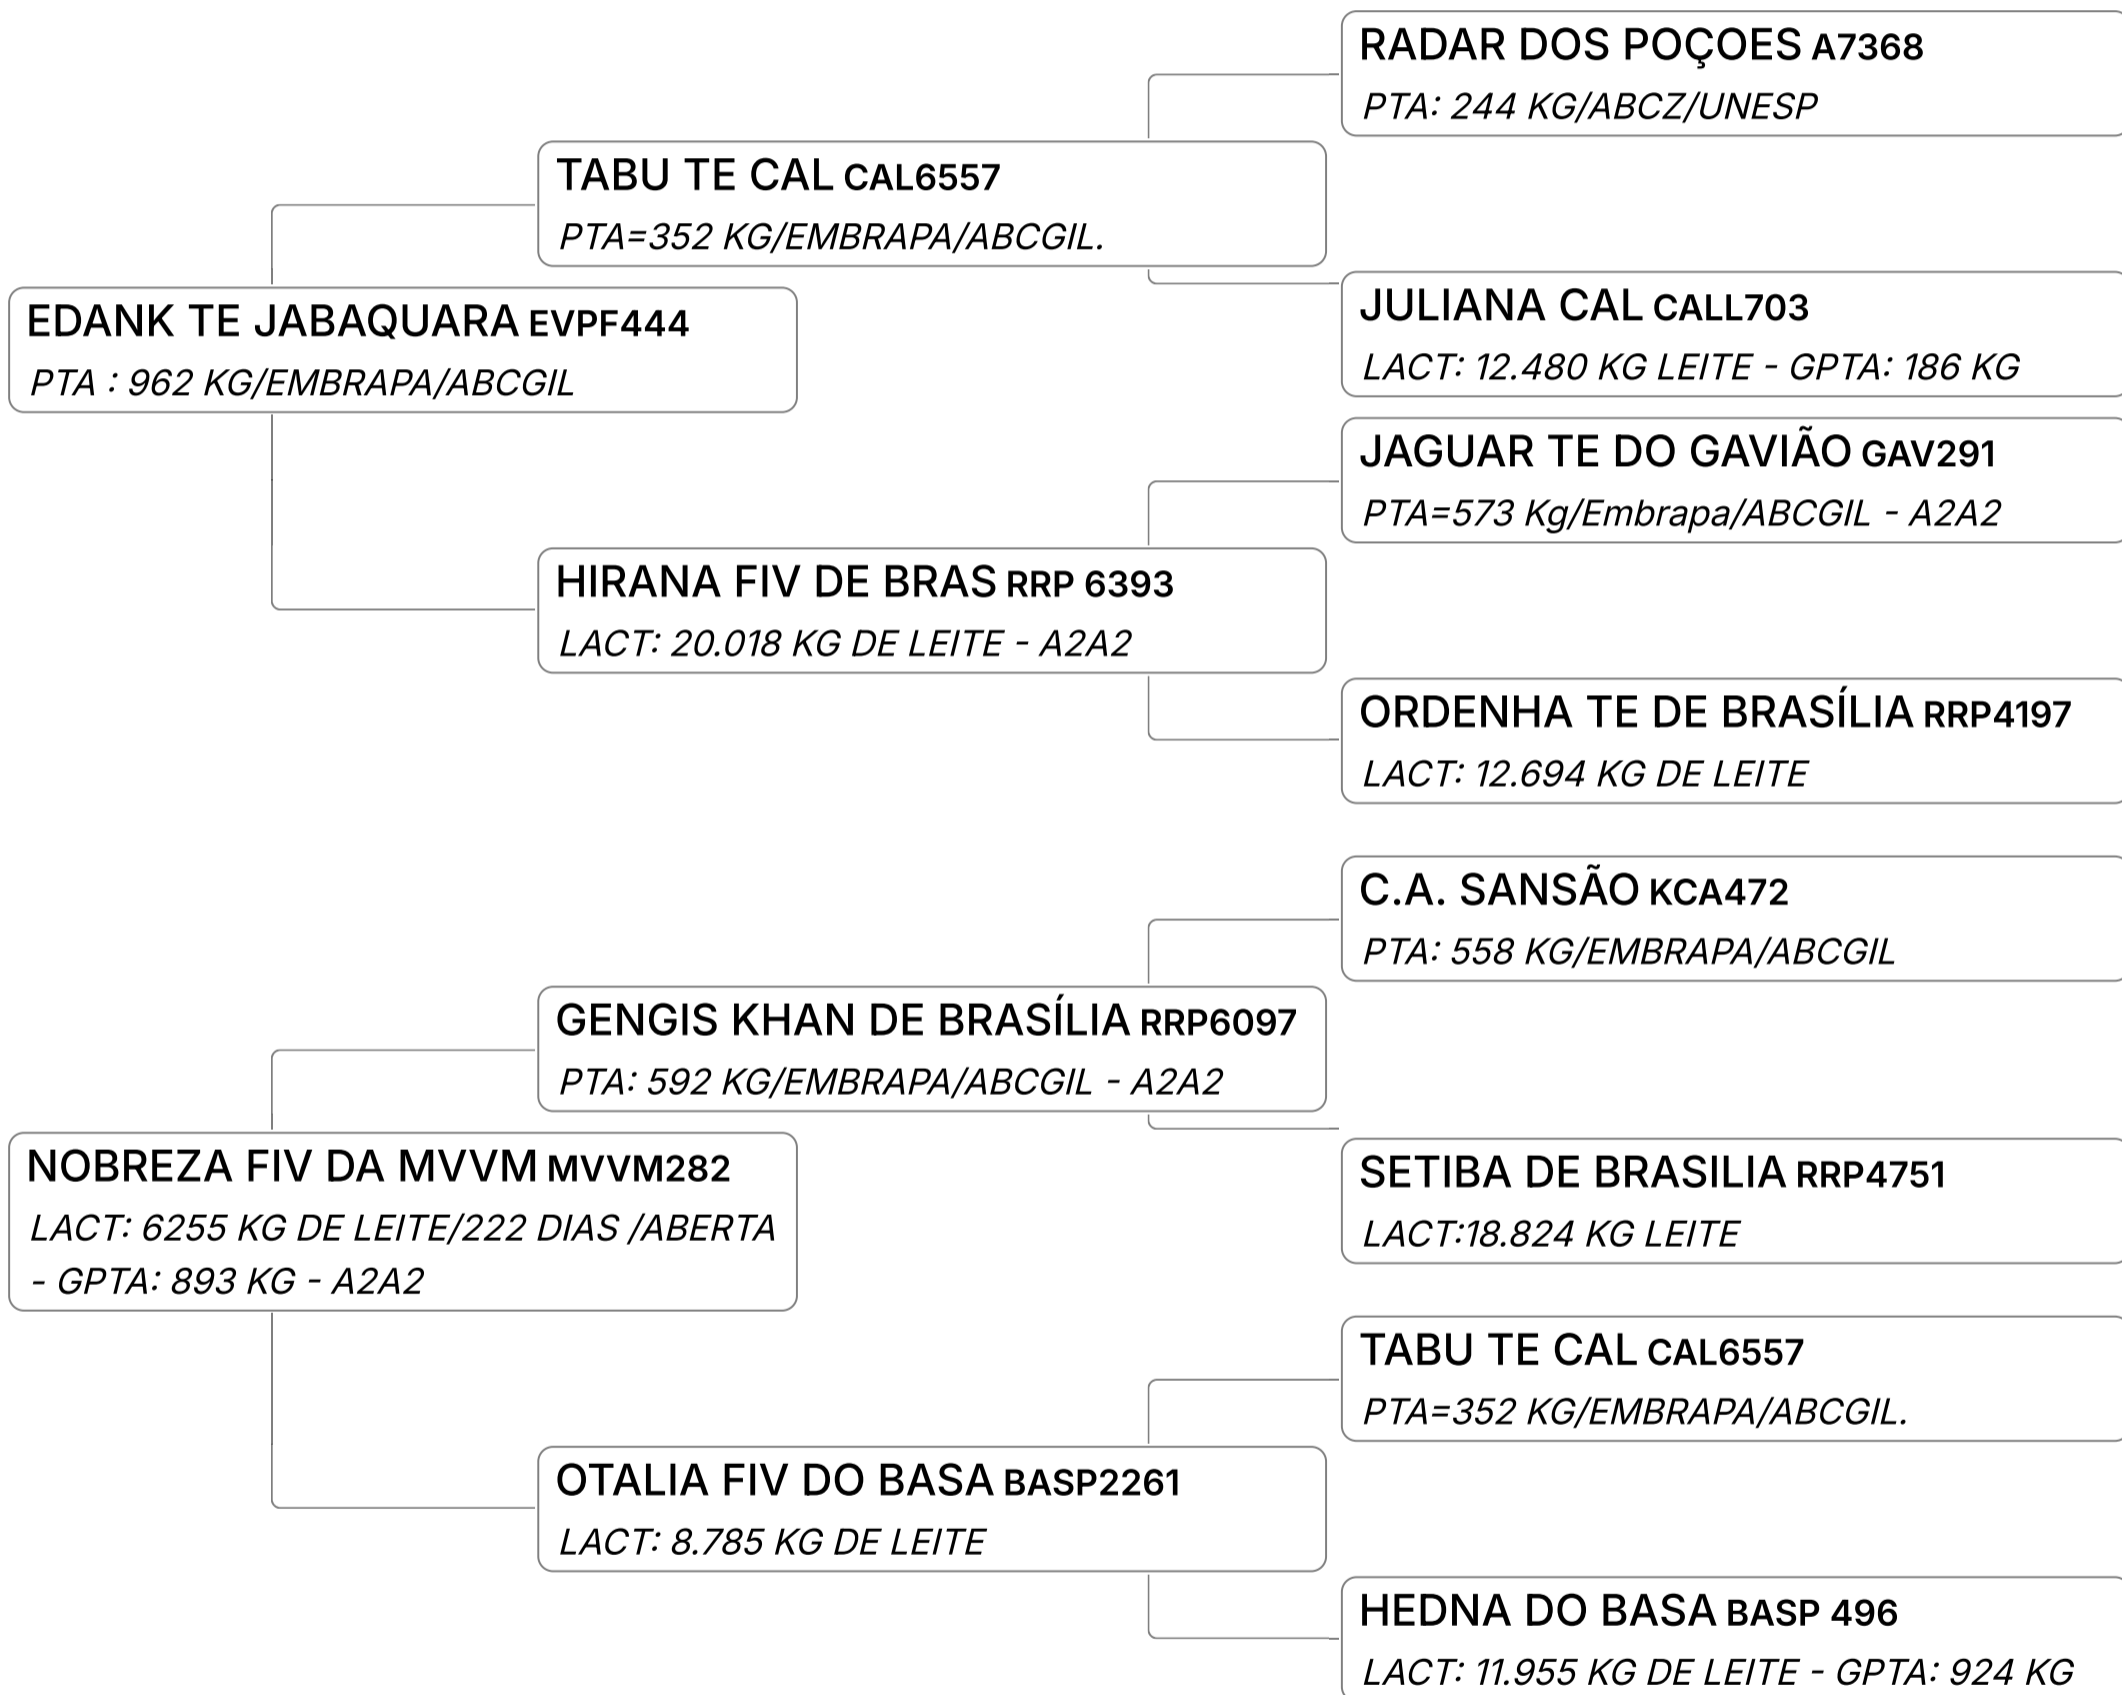 RADAR DOS POÇOES A7368
PTA: 244 KG/ABCZ/UNESP
TABU TE CAL CAL6557
PTA=352 KG/EMBRAPA/ABCGIL.
JULIANA CAL CALL703
LACT: 12.480 KG LEITE - GPTA: 186 KG
EDANK TE JABAQUARA EVPF444
PTA : 962 KG/EMBRAPA/ABCGIL
JAGUAR TE DO GAVIÃO GAV291
PTA=573 Kg/Embrapa/ABCGIL - A2A2
HIRANA FIV DE BRAS RRP 6393
LACT: 20.018 KG DE LEITE - A2A2
ORDENHA TE DE BRASÍLIA RRP4197
LACT: 12.694 KG DE LEITE
C.A. SANSÃO KCA472
PTA: 558 KG/EMBRAPA/ABCGIL
GENGIS KHAN DE BRASÍLIA RRP6097
PTA: 592 KG/EMBRAPA/ABCGIL - A2A2
SETIBA DE BRASILIA RRP4751
LACT:18.824 KG LEITE
NOBREZA FIV DA MVVM MVVM282
LACT: 6255 KG DE LEITE/222 DIAS /ABERTA
- GPTA: 893 KG - A2A2
TABU TE CAL CAL6557
PTA=352 KG/EMBRAPA/ABCGIL.
OTALIA FIV DO BASA BASP2261
LACT: 8.785 KG DE LEITE
HEDNA DO BASA BASP 496
LACT: 11.955 KG DE LEITE - GPTA: 924 KG